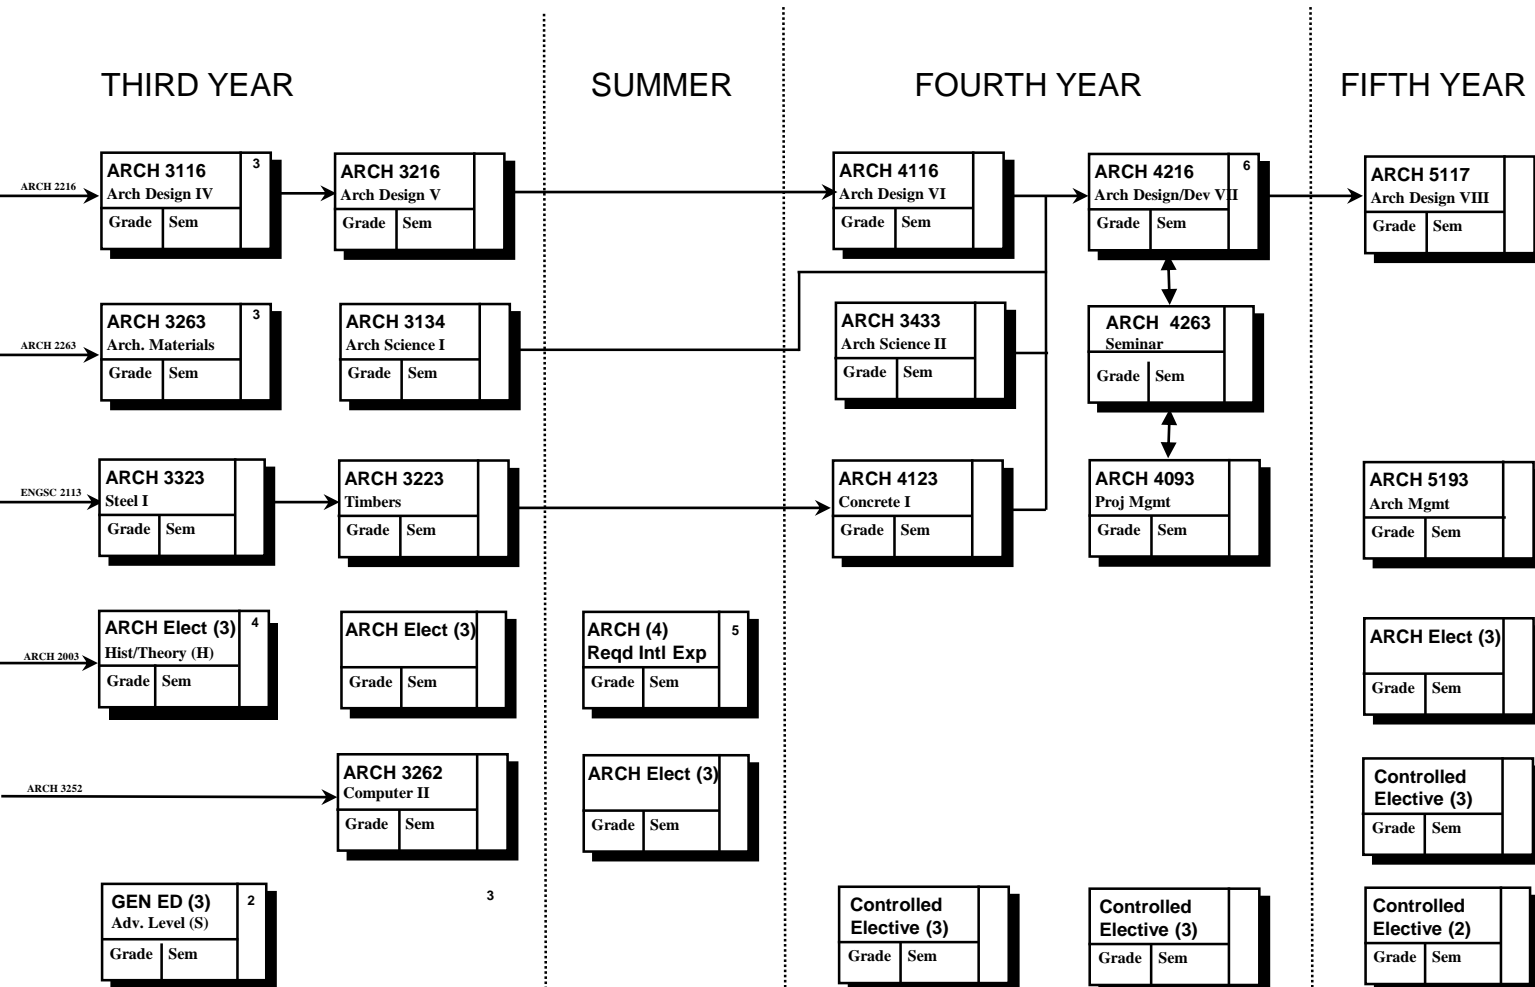 THIRD YEAR
SUMMER
FOURTH YEAR
FIFTH YEAR
ARCH 2216
ARCH 3116
3
Arch Design IV
Grade Sem
ARCH 3216
Arch Design V
Grade Sem
ARCH 4116
Arch Design VI
Grade Sem
ARCH 4216
6
Arch Design/Dev VII
Grade Sem
ARCH 5117
Arch Design VIII
Grade Sem
ARCH 2263
ARCH 3263
3
Arch. Materials
Grade Sem
ARCH 3134
Arch Science I
Grade Sem
ARCH 3433
Arch Science II
Grade Sem
ARCH 4263
Seminar
Grade Sem
ENGSC 2113
ARCH 3323
Steel I
Grade Sem
ARCH 3223
Timbers
Grade Sem
ARCH 4123
Concrete I
Grade Sem
ARCH 4093
Proj Mgmt
Grade Sem
ARCH 5193
Arch Mgmt
Grade Sem
ARCH 2003
ARCH Elect (3)
4
Hist/Theory (H)
Grade Sem
ARCH Elect (3)
Grade Sem
ARCH (4)
5
Reqd Intl Exp
Grade Sem
ARCH Elect (3)
Grade Sem
ARCH 3252
ARCH 3262
Computer II
Grade Sem
ARCH Elect (3)
Grade Sem
Controlled
Elective (3)
Grade Sem
GEN ED (3)
2
Adv. Level (S)
Grade Sem
3
Controlled
Elective (3)
Grade Sem
Controlled
Elective (3)
Grade Sem
Controlled
Elective (2)
Grade Sem